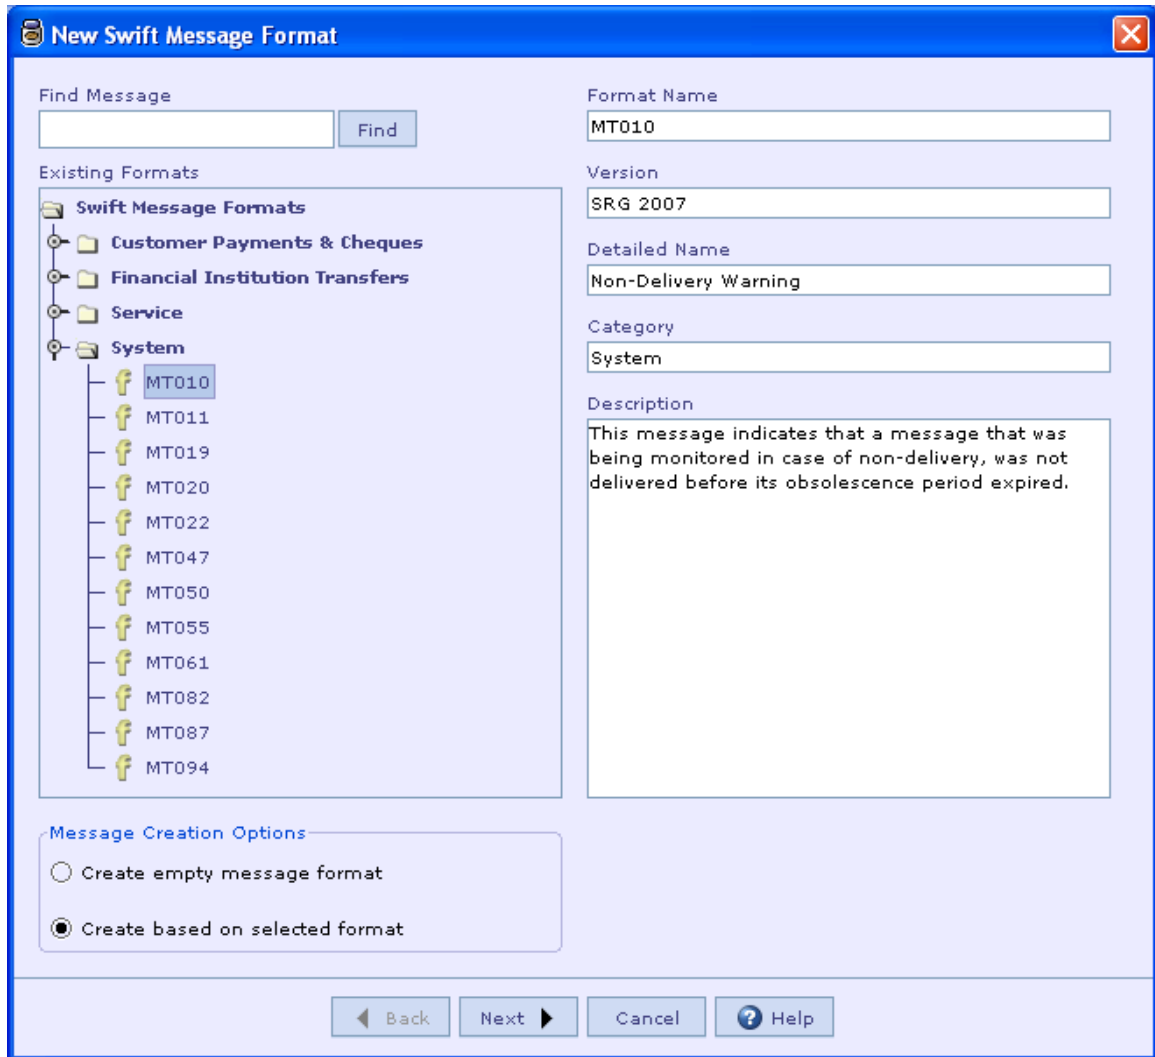 New Swift Message Format
Find Message
Find
Existing Formats
Swift Message Formats
Customer Payments & Cheques
Financial Institution Transfers
Service
System
MT010
MT011
MT019
MT020
MT022
MT047
MT050
MT055
MT061
MT082
MT087
MT094
Format Name
MT010
Version
SRG 2007
Detailed Name
Non-Delivery Warning
Category
System
Description
This message indicates that a message that was
being monitored in case of non-delivery, was not
delivered before its obsolescence period expired.
Message Creation Options
Create empty message format
Create based on selected format
Back
Next
Cancel
Help